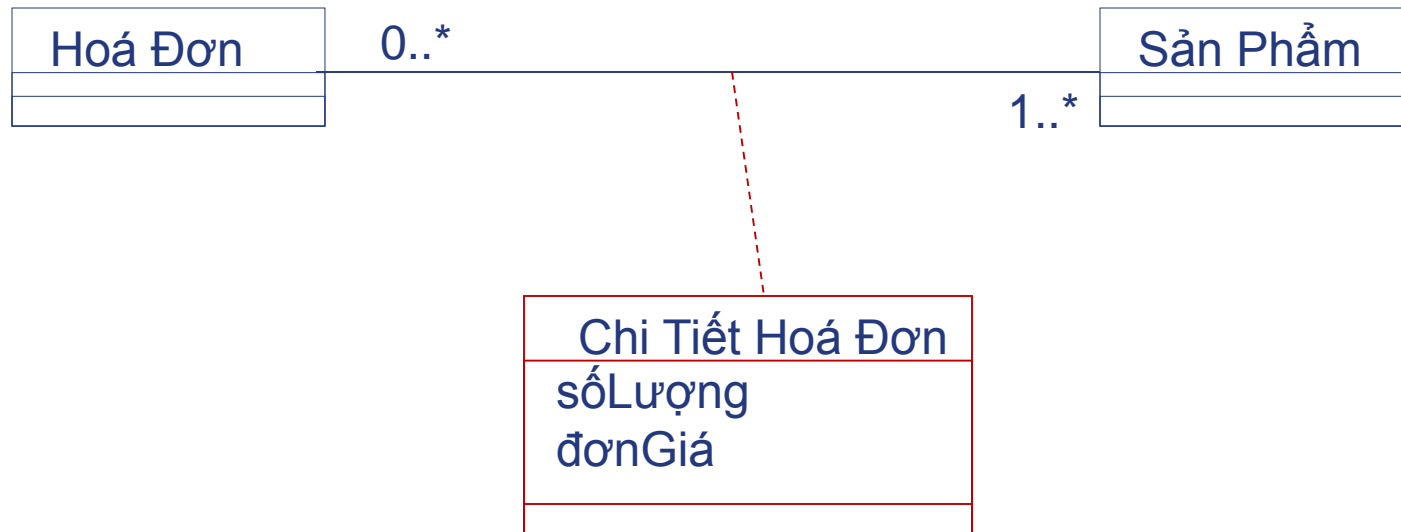 Hoá Đơn
0..*
Sản Phẩm
1..*
Chi Tiết Hoá Đơn
sốLượng
đơnGiá